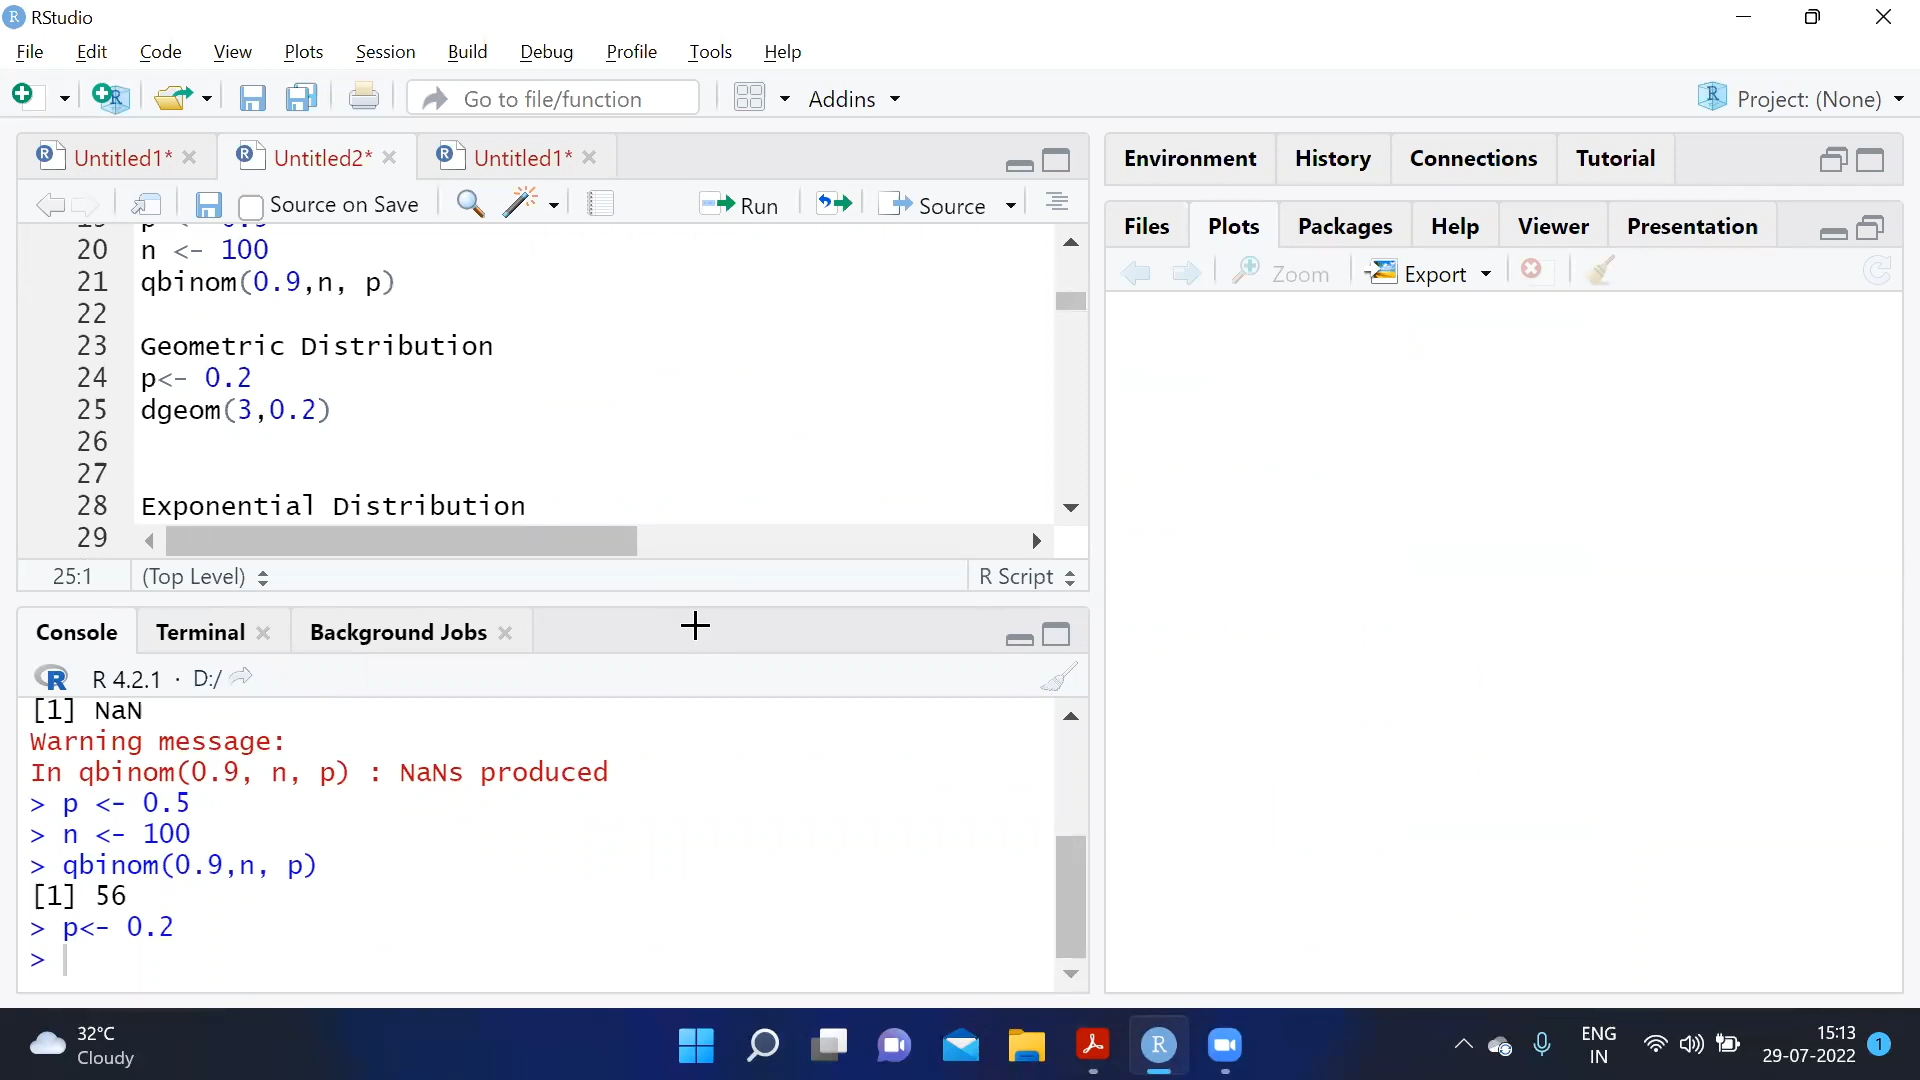 RStudio
File Edit Code View Plots Session Build Debug Profile Tools Help
Go to file/function Addins Project: (None)
Untitled1* Untitled2* Untitled1*
Source on Save Run Source
20 n <- 100
21 qbinom(0.9,n, p)
22
23 Geometric Distribution
24 p<- 0.2
25 dgeom(3,0.2)
26
27
28 Exponential Distribution
29
25:1 (Top Level) R Script
Console Terminal Background Jobs
R 4.2.1 · D:/
[1] NaN
Warning message:
In qbinom(0.9, n, p) : NaNs produced
> p <- 0.5
> n <- 100
> qbinom(0.9,n, p)
[1] 56
> p<- 0.2
>
Environment History Connections Tutorial
Files Plots Packages Help Viewer Presentation
Zoom Export
32°C
Cloudy
ENG
IN
15:13
29-07-2022
1